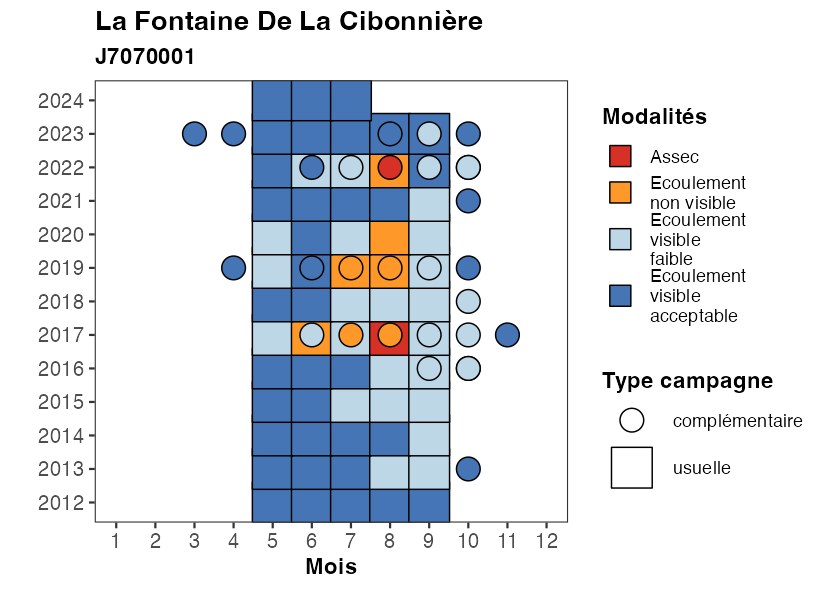 La Fontaine De La Cibonnière
J7070001
2024
2023
2022
2021
2020
2019
2018
2017
2016
2015
2014
2013
2012
1 2 3 4 5 6 7 8 9 10 11 12
Mois
Modalités
Assec
Ecoulement
non visible
Ecoulement
visible
faible
Ecoulement
visible
acceptable
Type campagne
complémentaire
usuelle